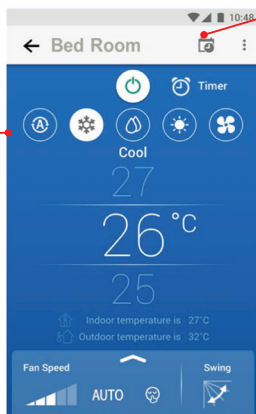 10:48
Bed Room
Timer
A
Cool
27
26°C
25
Indoor temperature is 27°C
Outdoor temperature is 32°C
Fan Speed
Swing
AUTO